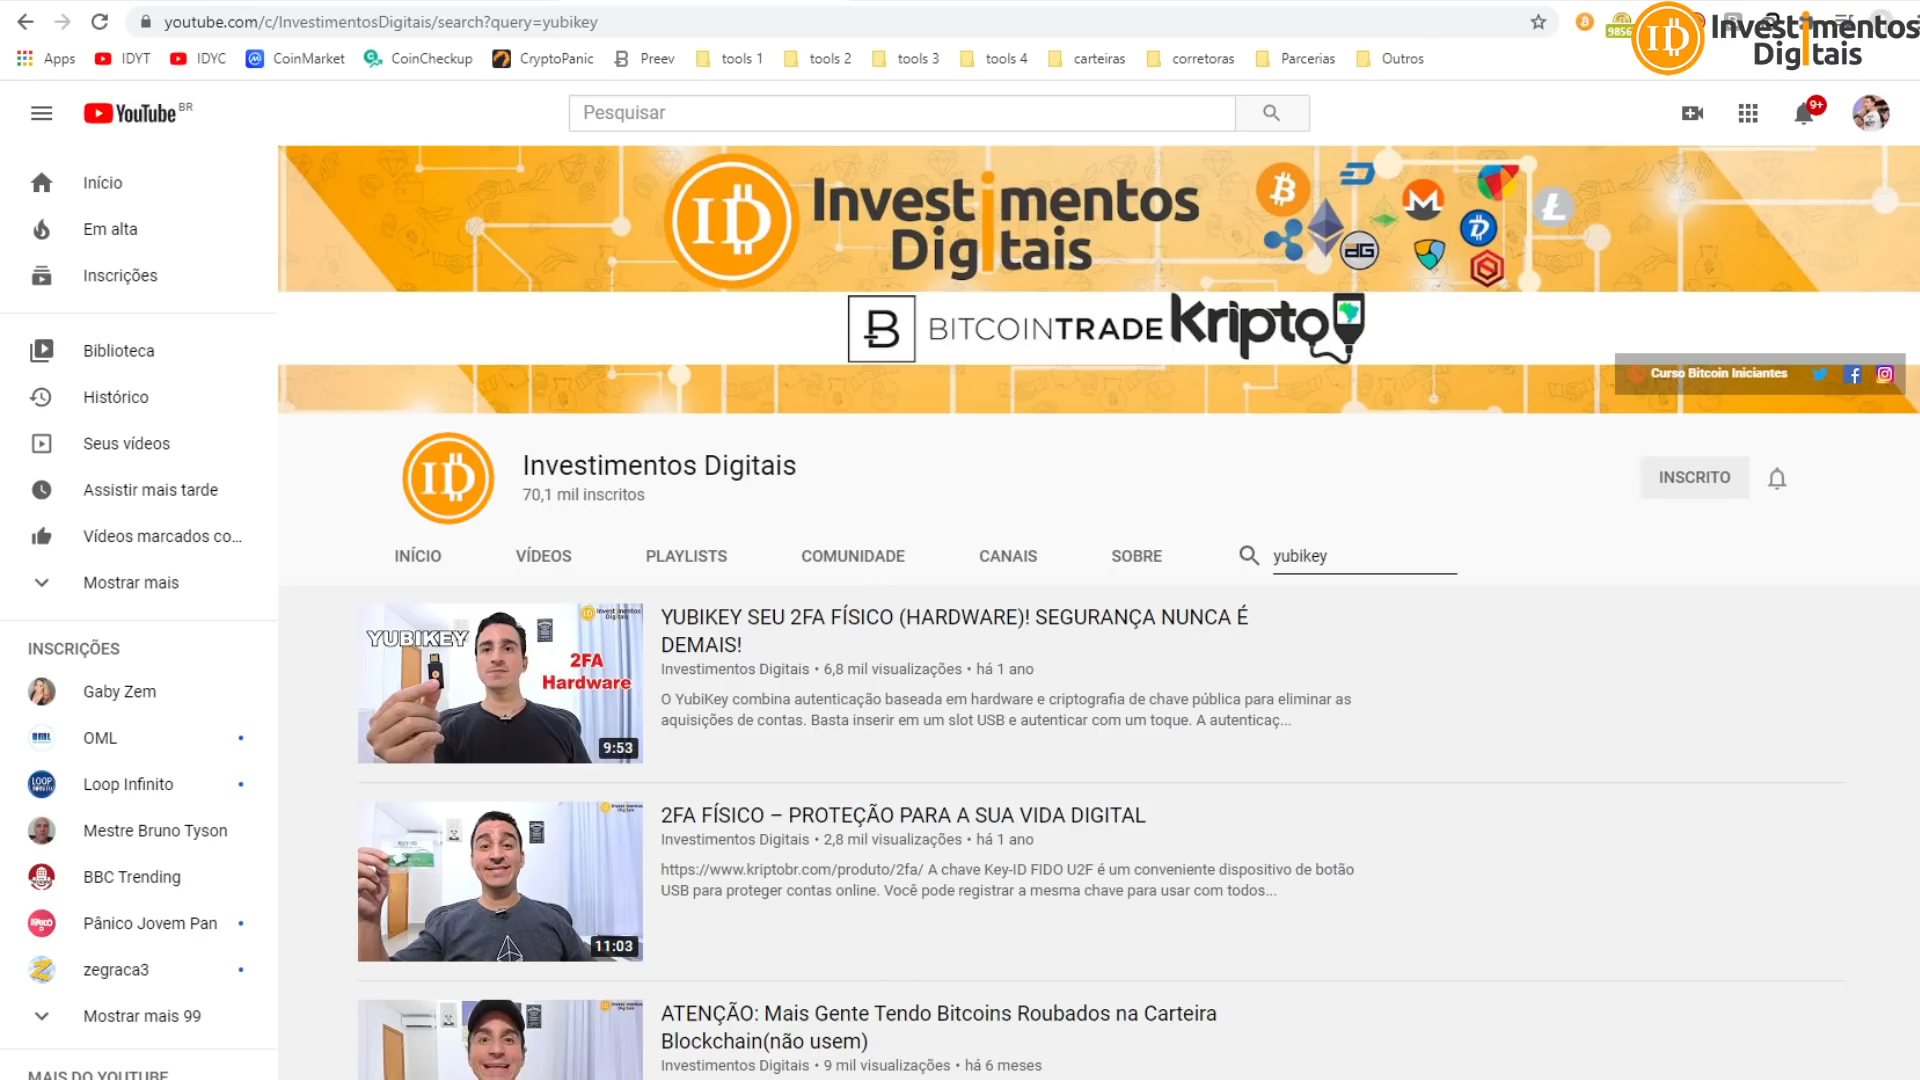 youtube.com/c/InvestimentosDigitais/search?query=yubikey
Apps
IDYT
IDYC
CoinMarket
CoinCheckup
CryptoPanic
Preev
tools 1
tools 2
tools 3
tools 4
carteiras
corretoras
Parcerias
Outros
ID
Investimentos
Digitais
YouTube BR
Pesquisar
9+
Início
Em alta
Inscrições
Biblioteca
Histórico
Seus vídeos
Assistir mais tarde
Vídeos marcados co...
Mostrar mais
INSCRIÇÕES
Gaby Zem
OML
Loop Infinito
Mestre Bruno Tyson
BBC Trending
Pânico Jovem Pan
zegraca3
Mostrar mais 99
MAIS DO YOUTUBE
ID
Investimentos
Digitais
BITCOINTRADE
Kripto
Curso Bitcoin Iniciantes
ID
Investimentos Digitais
70,1 mil inscritos
INSCRITO
INÍCIO
VÍDEOS
PLAYLISTS
COMUNIDADE
CANAIS
SOBRE
yubikey
YUBIKEY
2FA
Hardware
9:53
YUBIKEY SEU 2FA FÍSICO (HARDWARE)! SEGURANÇA NUNCA É
DEMAIS!
Investimentos Digitais • 6,8 mil visualizações • há 1 ano
O YubiKey combina autenticação baseada em hardware e criptografia de chave pública para eliminar as
aquisições de contas. Basta inserir em um slot USB e autenticar com um toque. A autenticaç...
11:03
2FA FÍSICO – PROTEÇÃO PARA A SUA VIDA DIGITAL
Investimentos Digitais • 2,8 mil visualizações • há 1 ano
https://www.kriptobr.com/produto/2fa/ A chave Key-ID FIDO U2F é um conveniente dispositivo de botão
USB para proteger contas online. Você pode registrar a mesma chave para usar com todos...
ATENÇÃO: Mais Gente Tendo Bitcoins Roubados na Carteira
Blockchain(não usem)
Investimentos Digitais • 9 mil visualizações • há 6 meses